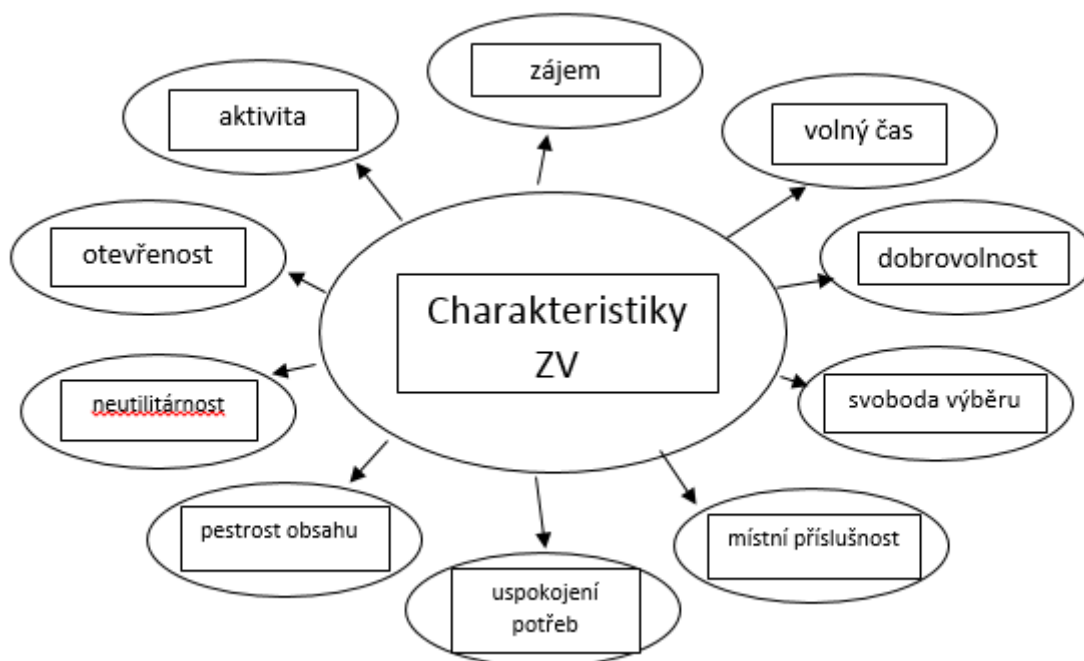 zájem
aktivita
volný čas
otevřenost
dobrovolnost
Charakteristiky
ZV
neutilitárnost
svoboda výběru
pestrost obsahu
místní příslušnost
uspokojení
potřeb